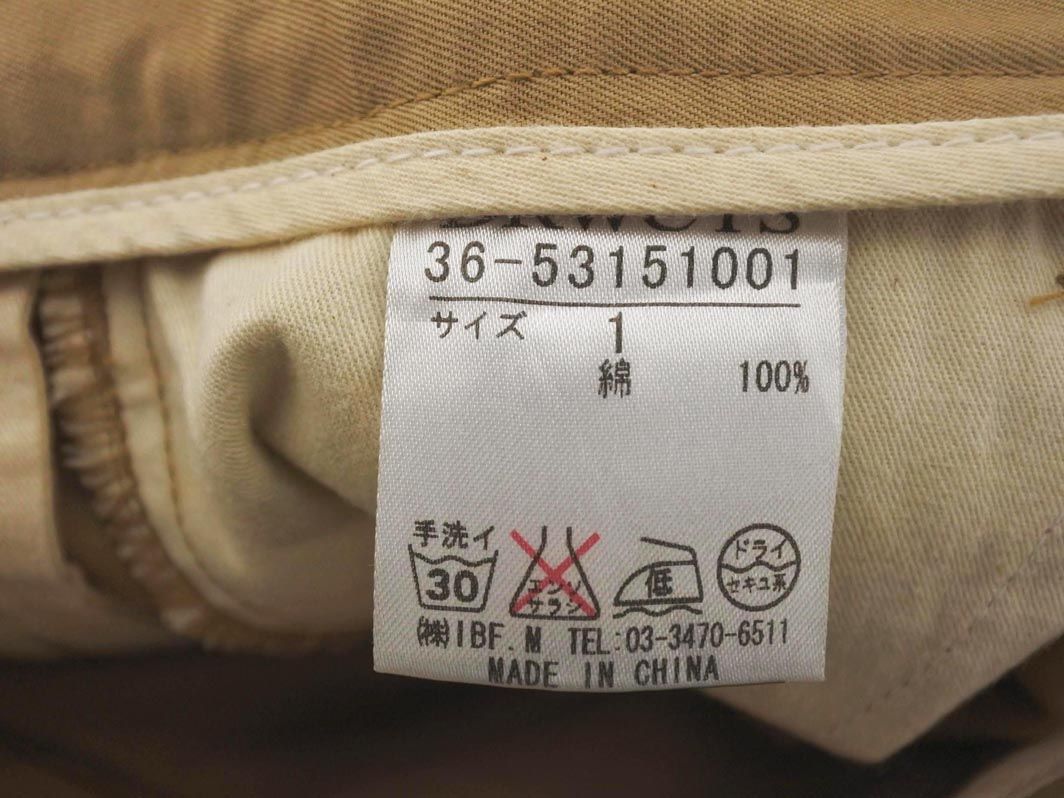 36-53151001
サイズ 1
綿 100%
手洗イ
30
エンソ
サラシ
低
ドライ
セキユ系
㈱IBF.M TEL:03-3470-6511
MADE IN CHINA